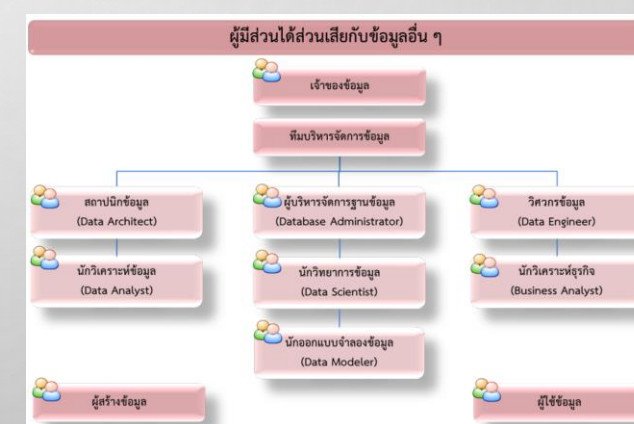 ผู้มีส่วนได้ส่วนเสียกับข้อมูลอื่น ๆ
เจ้าของข้อมูล
ทีมบริหารจัดการข้อมูล
สถาปนิกข้อมูล
(Data Architect)
ผู้บริหารจัดการฐานข้อมูล
(Database Administrator)
วิศวกรข้อมูล
(Data Engineer)
นักวิเคราะห์ข้อมูล
(Data Analyst)
นักวิทยาการข้อมูล
(Data Scientist)
นักวิเคราะห์ธุรกิจ
(Business Analyst)
นักออกแบบจำลองข้อมูล
(Data Modeler)
ผู้สร้างข้อมูล
ผู้ใช้ข้อมูล